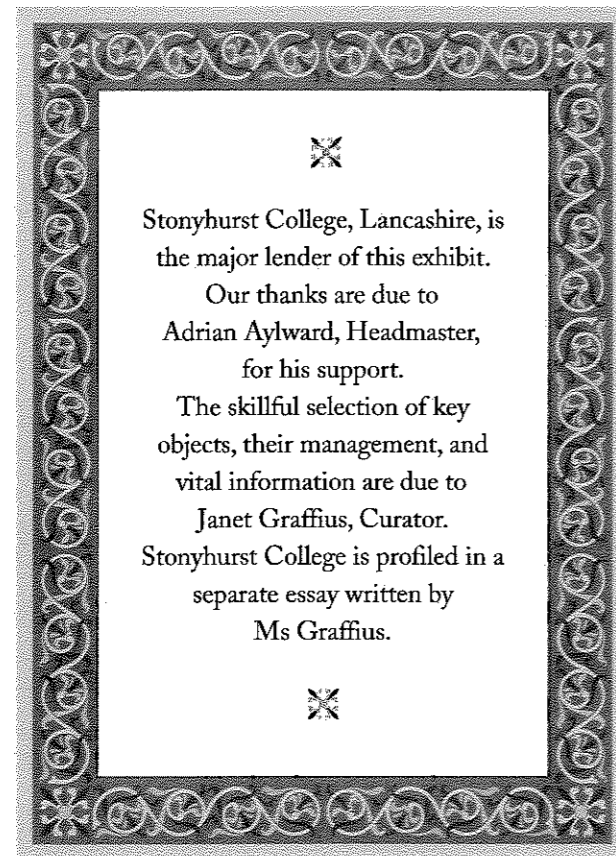 Stonyhurst College, Lancashire, is
the major lender of this exhibit.
Our thanks are due to
Adrian Aylward, Headmaster,
for his support.
The skillful selection of key
objects, their management, and
vital information are due to
Janet Graffius, Curator.
Stonyhurst College is profiled in a
separate essay written by
Ms Graffius.